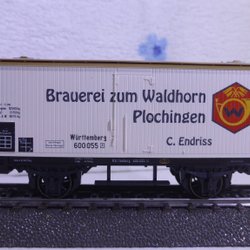 Brauerei zum Waldhorn
Plochingen
C. Endriss
Württemberg
600 055